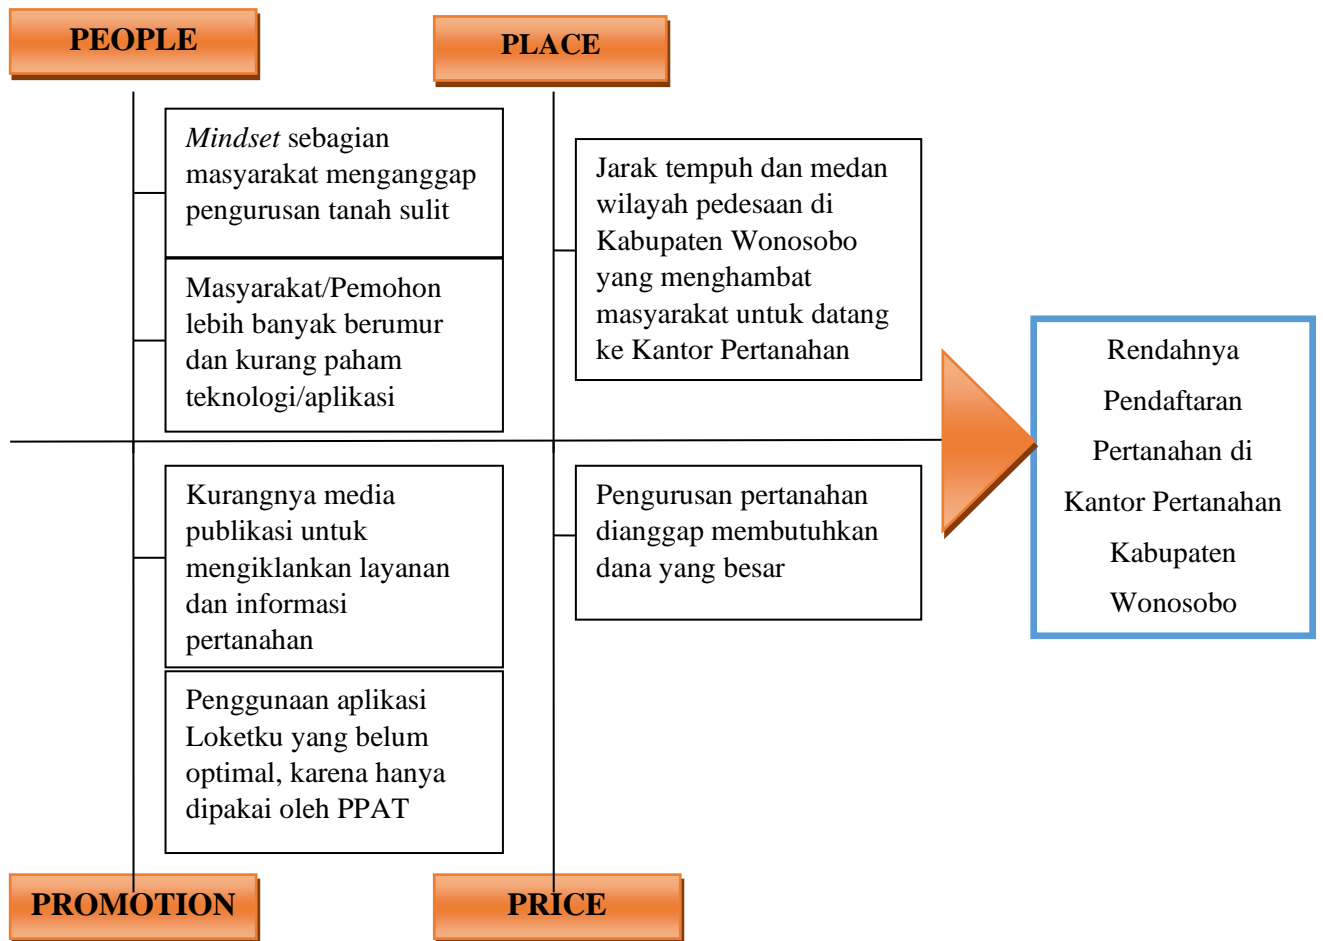 PEOPLE
PLACE
Mindset sebagian
masyarakat menganggap
pengurusan tanah sulit
Masyarakat/Pemohon
lebih banyak berumur
dan kurang paham
teknologi/aplikasi
Jarak tempuh dan medan
wilayah pedesaan di
Kabupaten Wonosobo
yang menghambat
masyarakat untuk datang
ke Kantor Pertanahan
Rendahnya
Pendaftaran
Pertanahan di
Kantor Pertanahan
Kabupaten
Wonosobo
Kurangnya media
publikasi untuk
mengiklankan layanan
dan informasi
pertanahan
Penggunaan aplikasi
Loketku yang belum
optimal, karena hanya
dipakai oleh PPAT
Pengurusan pertanahan
dianggap membutuhkan
dana yang besar
PROMOTION
PRICE